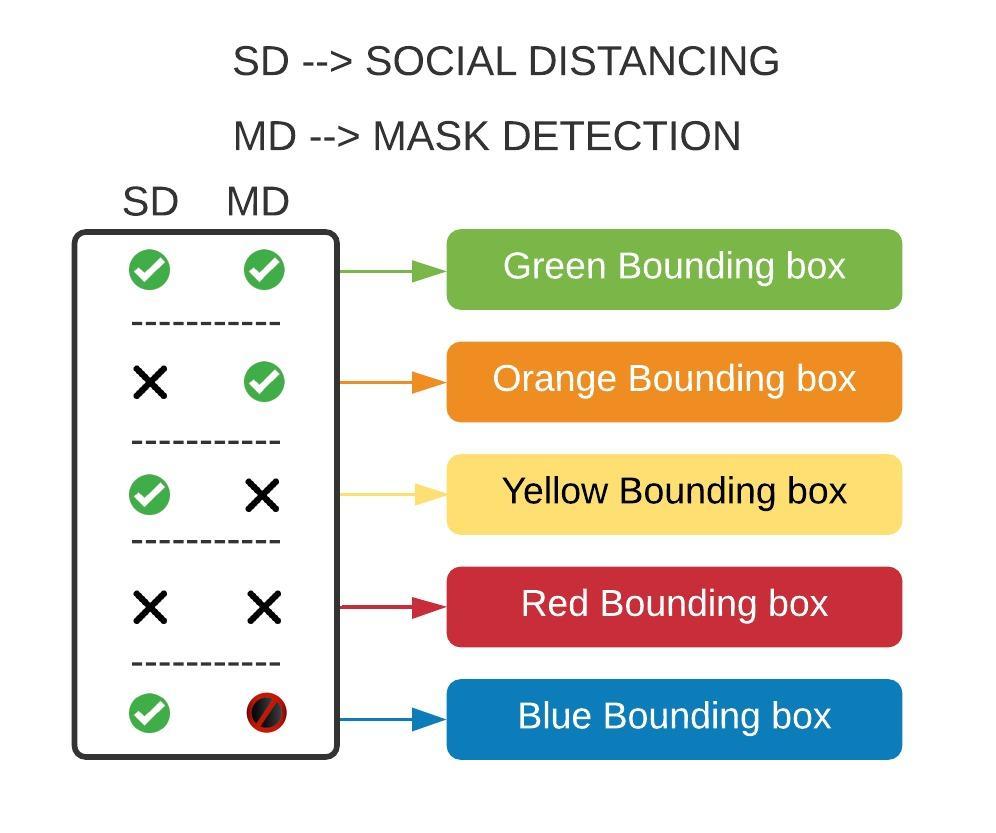 SD --> SOCIAL DISTANCING
MD --> MASK DETECTION
SD MD
Green Bounding box
Orange Bounding box
Yellow Bounding box
Red Bounding box
Blue Bounding box